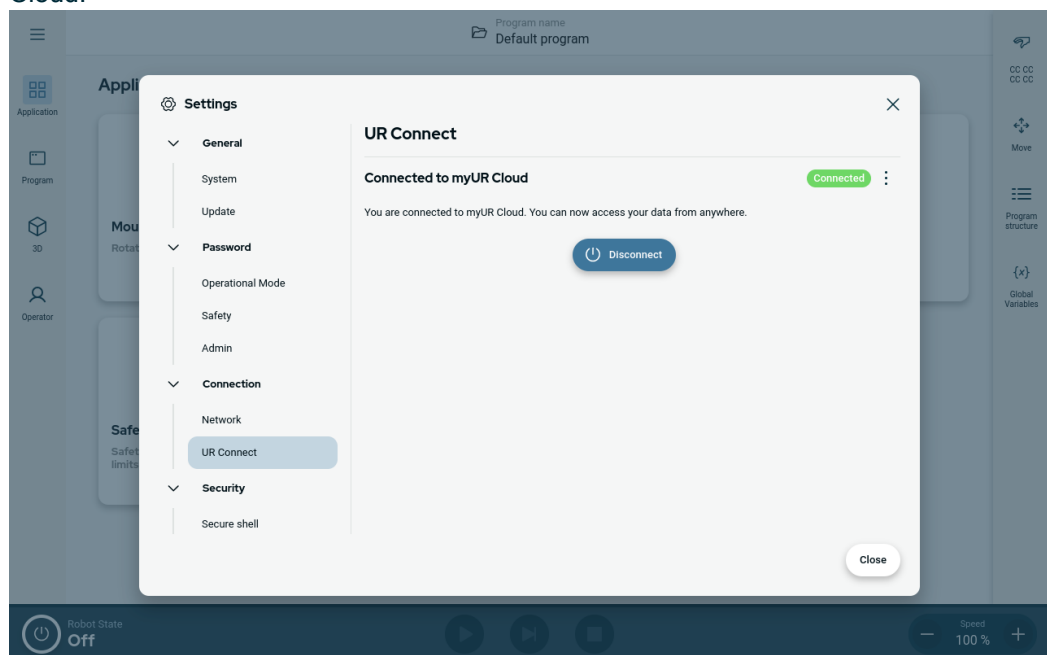 Program name
Default program
Application
Program
3D
Operator
Appli
Mou
Rotat
Safe
Safet
limits
Settings
General
System
Update
Password
Operational Mode
Safety
Admin
Connection
Network
UR Connect
Security
Secure shell
UR Connect
Connected to myUR Cloud
Connected
You are connected to myUR Cloud. You can now access your data from anywhere.
Disconnect
Close
CC CC
CC CC
Move
Program
structure
{x}
Global
Variables
Robot State
Off
Speed
100 %